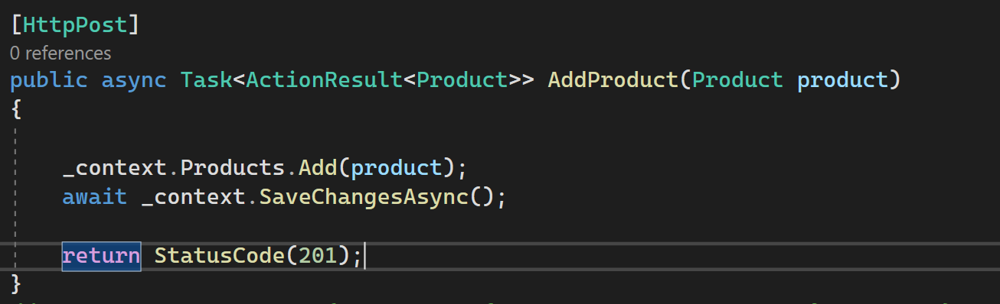 [HttpPost]
0 references
public async Task<ActionResult<Product>> AddProduct(Product product)
{
_context.Products.Add(product);
await _context.SaveChangesAsync();
return StatusCode(201);
}